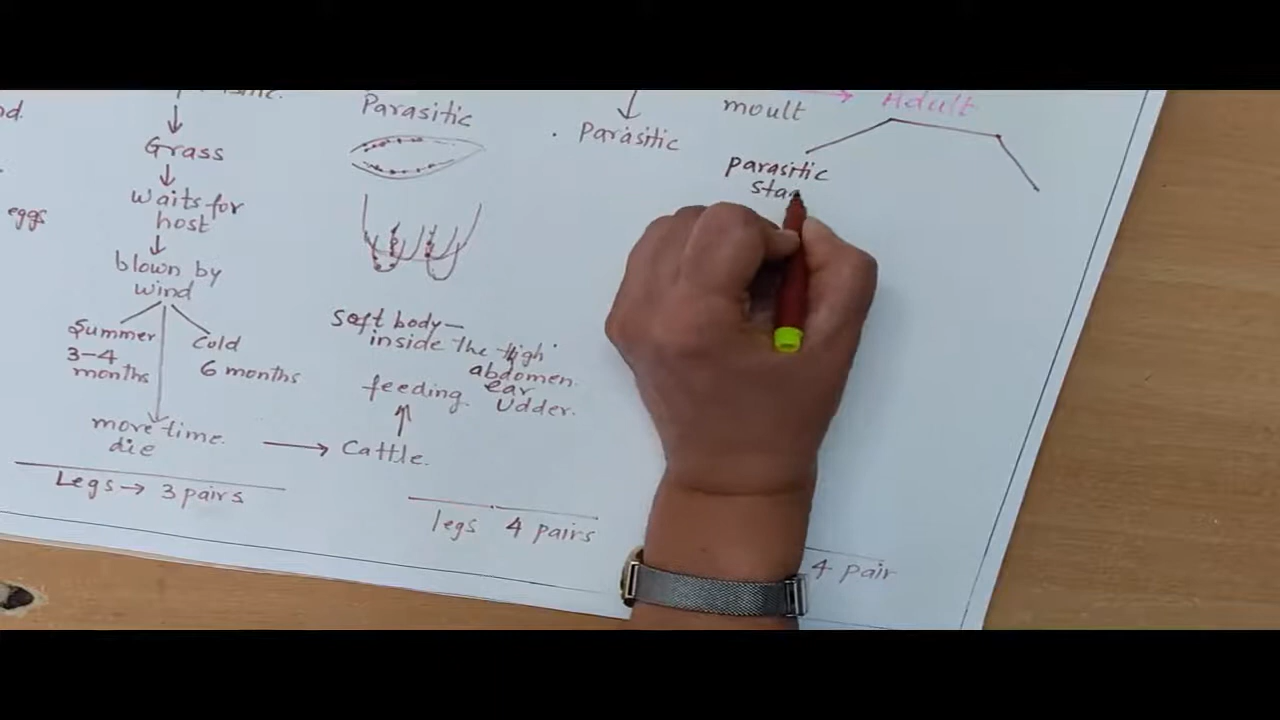 nd.
eggs
Grass
waits for
host
blown by
wind
Summer
3-4
months
Cold
6 months
more time.
die
Legs → 3 pairs
Parasitic
Soft body—
inside the thigh
abdomen.
ear
Udder.
feeding.
Cattle.
legs 4 pairs
Parasitic
moult → Adult
Parasitic
Sta
4 pair